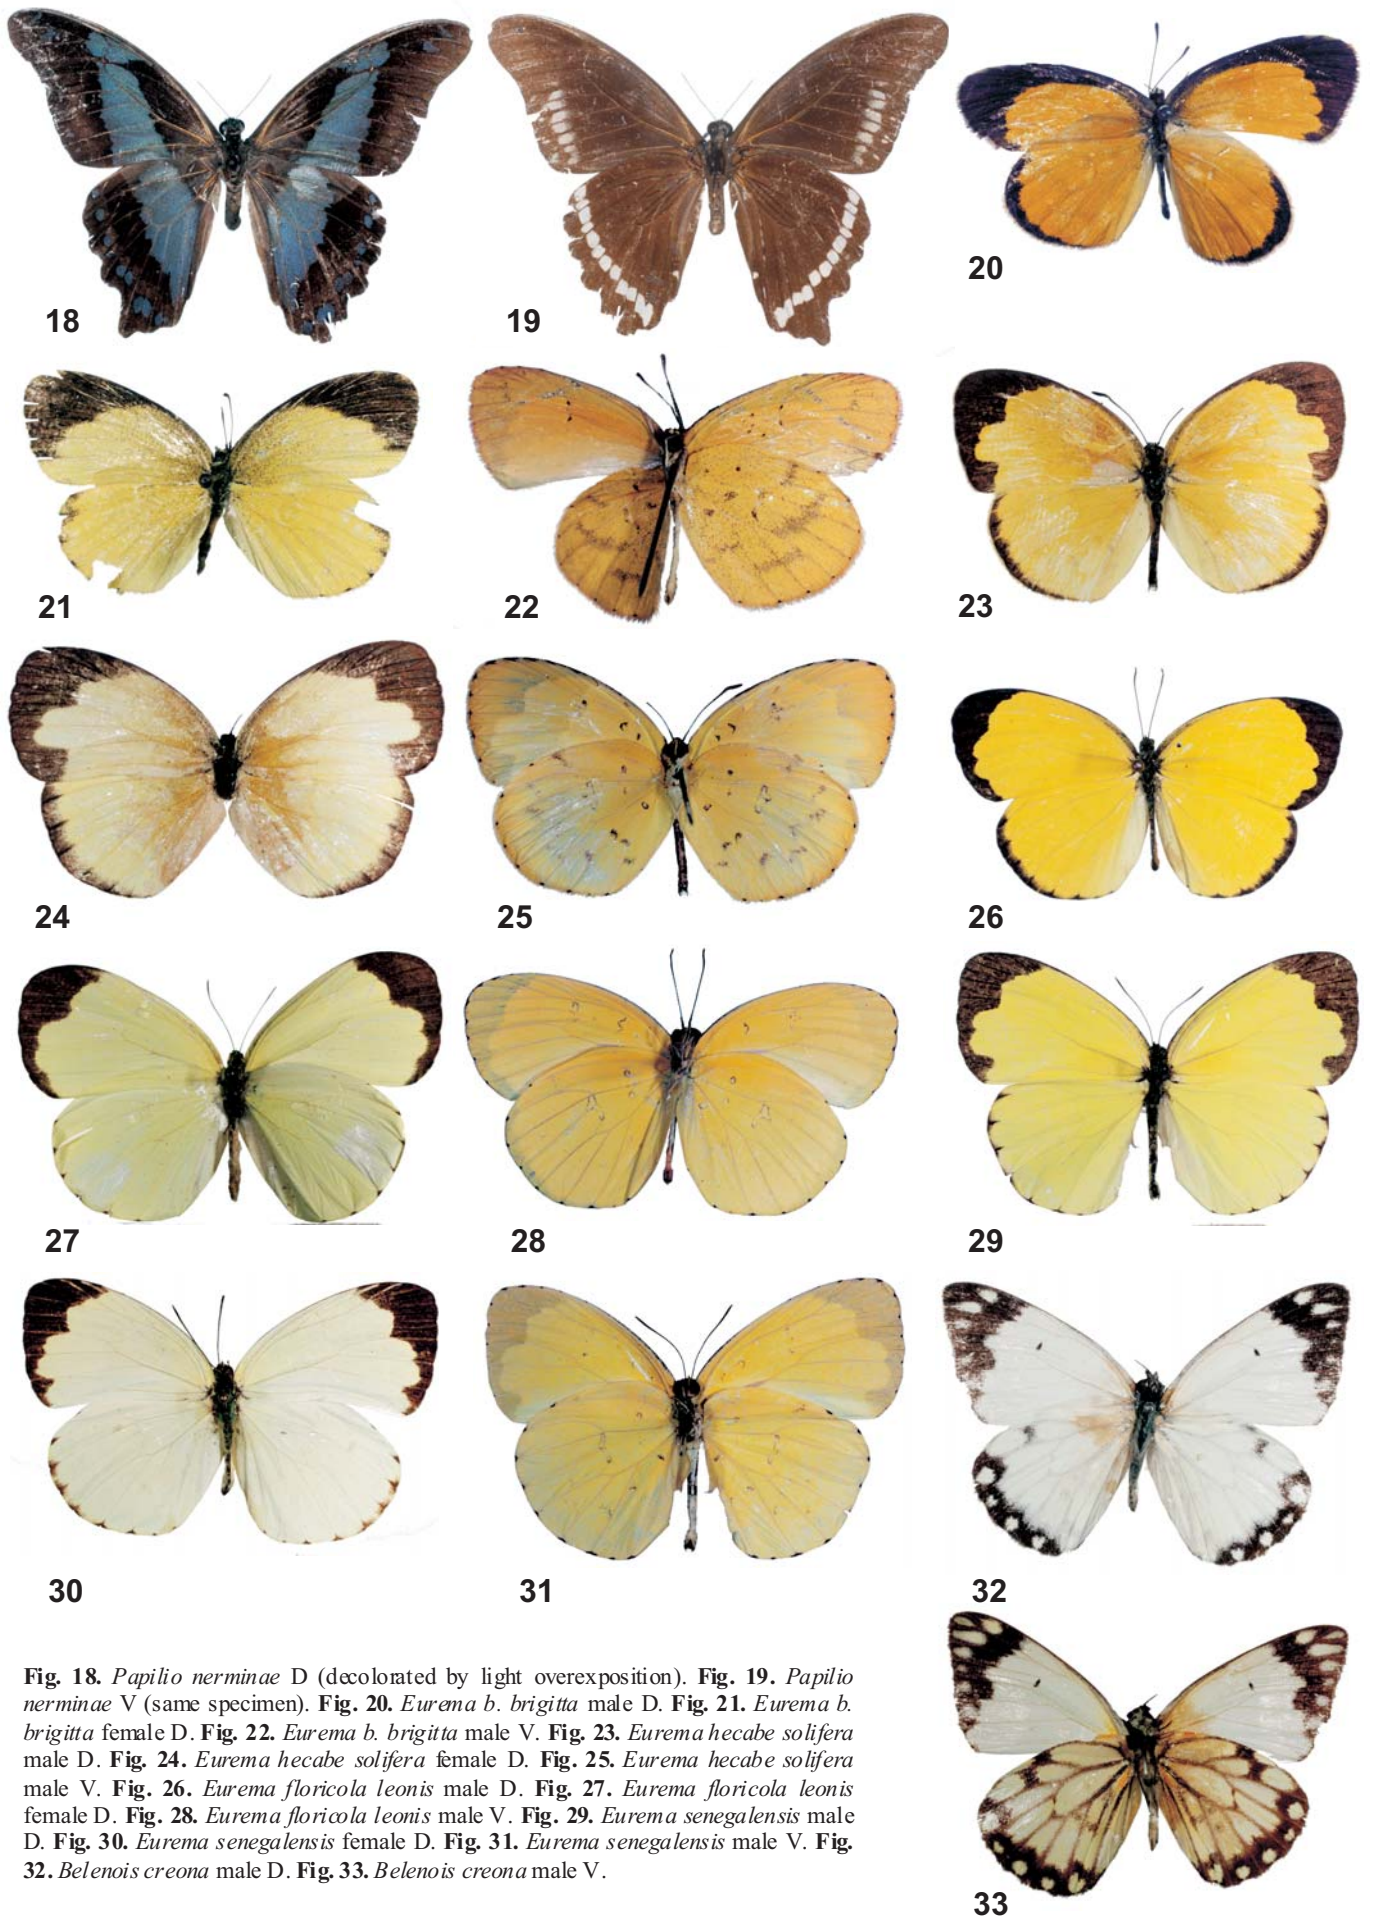 18
19
20
21
22
23
24
25
26
27
28
29
30
31
32
33
Fig. 18. Papilio nerminae D (decolorated by light overexposition). Fig. 19. Papilio
nerminae V (same specimen). Fig. 20. Eurema b. brigitta male D. Fig. 21. Eurema b.
brigitta female D. Fig. 22. Eurema b. brigitta male V. Fig. 23. Eurema hecabe solifera
male D. Fig. 24. Eurema hecabe solifera female D. Fig. 25. Eurema hecabe solifera
male V. Fig. 26. Eurema floricola leonis male D. Fig. 27. Eurema floricola leonis
female D. Fig. 28. Eurema floricola leonis male V. Fig. 29. Eurema senegalensis male
D. Fig. 30. Eurema senegalensis female D. Fig. 31. Eurema senegalensis male V. Fig.
32. Belenois creona male D. Fig. 33. Belenois creona male V.